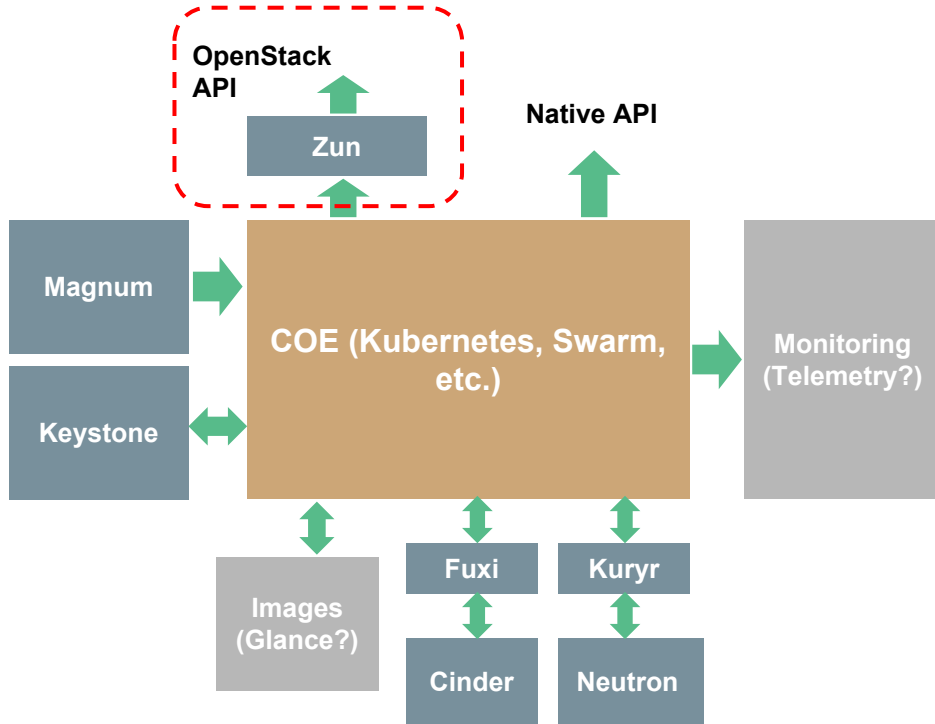 OpenStack
API
Zun
Native API
Magnum
COE (Kubernetes, Swarm,
etc.)
Monitoring
(Telemetry?)
Keystone
Fuxi
Kuryr
Images
(Glance?)
Cinder
Neutron